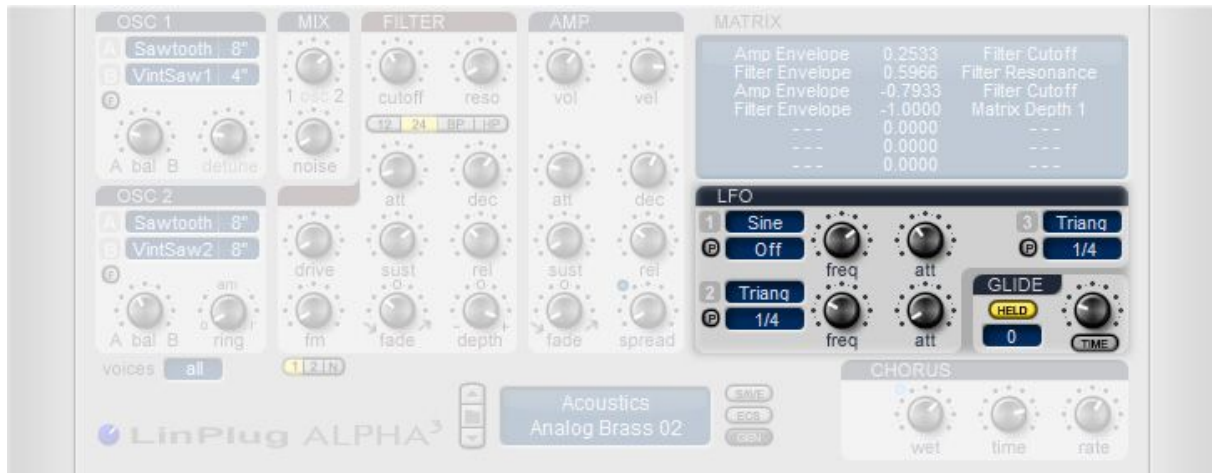 OSC 1
A Sawtooth 8"
B VintSaw1 4"
A bal B detune
MIX
1 osc 2
noise
FILTER
cutoff reso
12 24 BP HP
att dec
AMP
vol vel
att dec
MATRIX
Amp Envelope 0.2533 Filter Cutoff
Filter Envelope 0.5966 Filter Resonance
Amp Envelope -0.7933 Filter Cutoff
Filter Envelope -1.0000 Matrix Depth 1
- - - 0.0000 - - -
- - - 0.0000 - - -
- - - 0.0000 - - -
OSC 2
A Sawtooth 8"
B VintSaw2 8"
am
A bal B ring
drive
fm
sust rel
fade depth
sust rel
fade spread
LFO
1 Sine
P Off
freq att
3 Triang
P 1/4
2 Triang
P 1/4
freq att
GLIDE
HELD
0
TIME
voices all
1 2 N
LinPlug ALPHA³
Acoustics
Analog Brass 02
SAVE
GEN
CHORUS
wet time rate